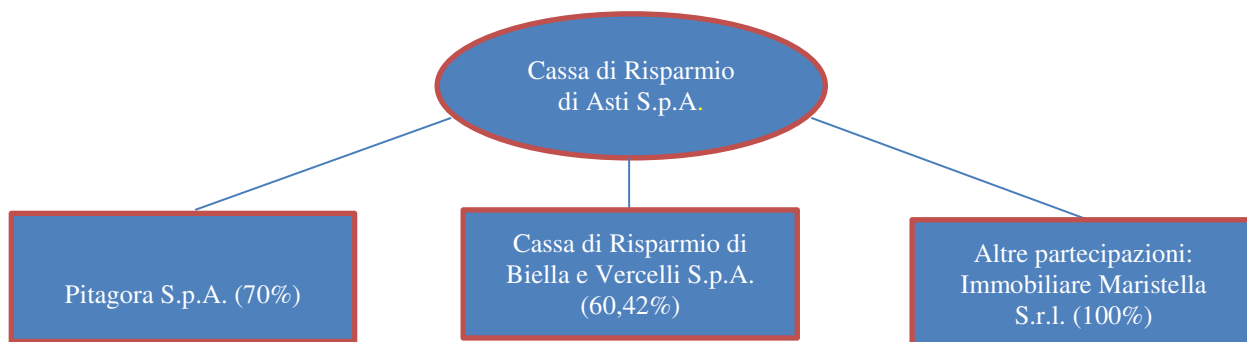 Cassa di Risparmio
di Asti S.p.A.
Pitagora S.p.A. (70%)
Cassa di Risparmio di
Biella e Vercelli S.p.A.
(60,42%)
Altre partecipazioni:
Immobiliare Maristella
S.r.l. (100%)